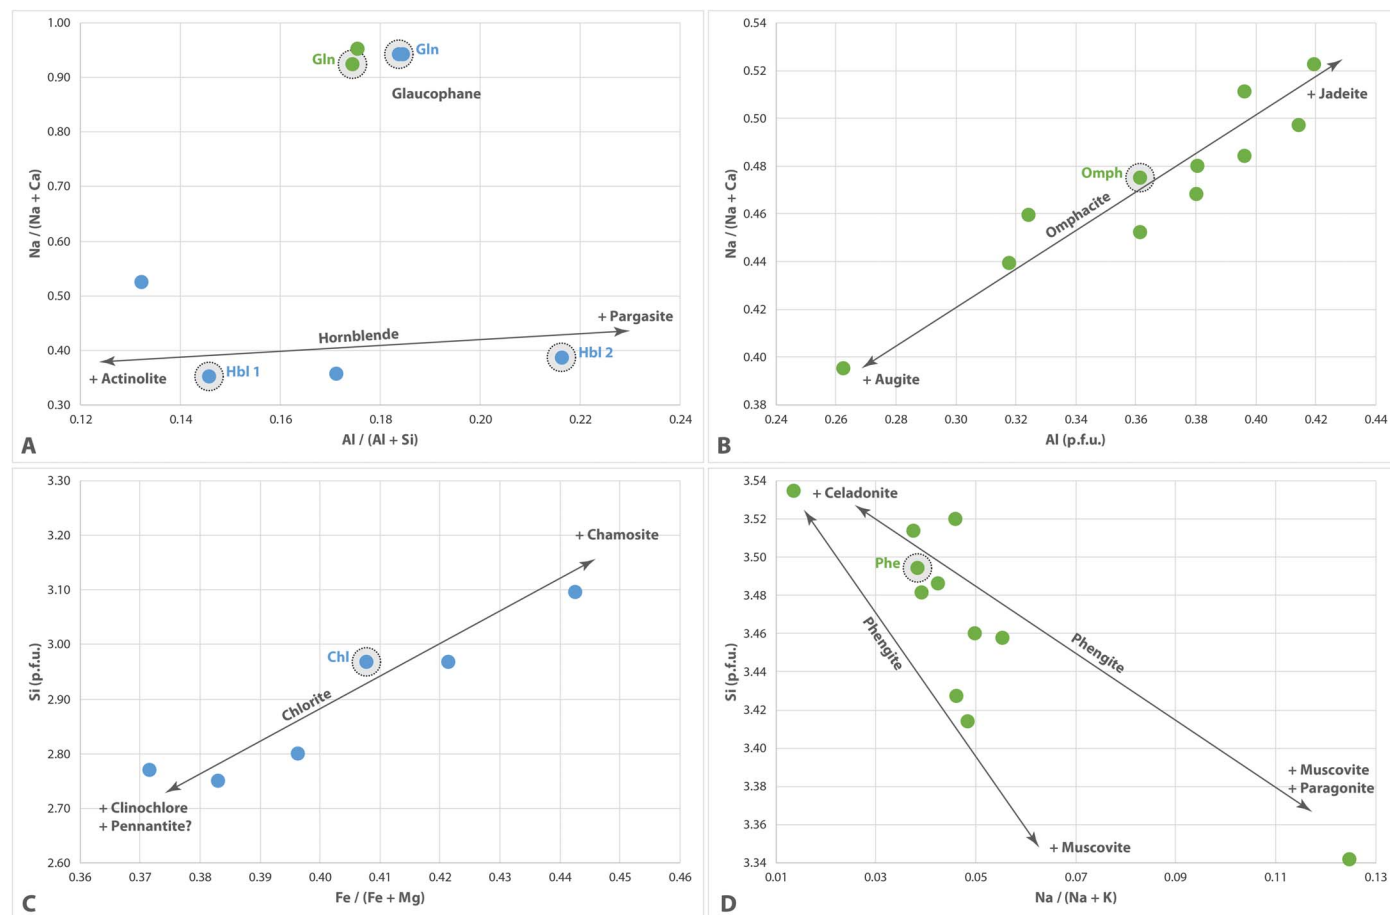 1.00
0.90
0.80
0.70
0.60
0.50
0.40
0.30
Na / (Na + Ca)
Gln
Gln
Glaucophane
Hornblende
+ Pargasite
+ Actinolite
Hbl 1
Hbl 2
0.12
0.14
0.16
0.18
0.20
0.22
0.24
Al / (Al + Si)
A
0.54
0.52
0.50
0.48
0.46
0.44
0.42
0.40
0.38
Na / (Na + Ca)
+ Jadeite
Omph
Omphacite
+ Augite
0.24
0.26
0.28
0.30
0.32
0.34
0.36
0.38
0.40
0.42
0.44
Al (p.f.u.)
B
3.30
3.20
3.10
3.00
2.90
2.80
2.70
2.60
Si (p.f.u.)
+ Chamosite
Chl
Chlorite
+ Clinochlore
+ Pennantite?
0.36
0.37
0.38
0.39
0.40
0.41
0.42
0.43
0.44
0.45
0.46
Fe / (Fe + Mg)
C
3.54
3.52
3.50
3.48
3.46
3.44
3.42
3.40
3.38
3.36
3.34
Si (p.f.u.)
+ Celadonite
Phe
Phengite
Phengite
+ Muscovite
+ Paragonite
+ Muscovite
0.01
0.03
0.05
0.07
0.09
0.11
0.13
Na / (Na + K)
D